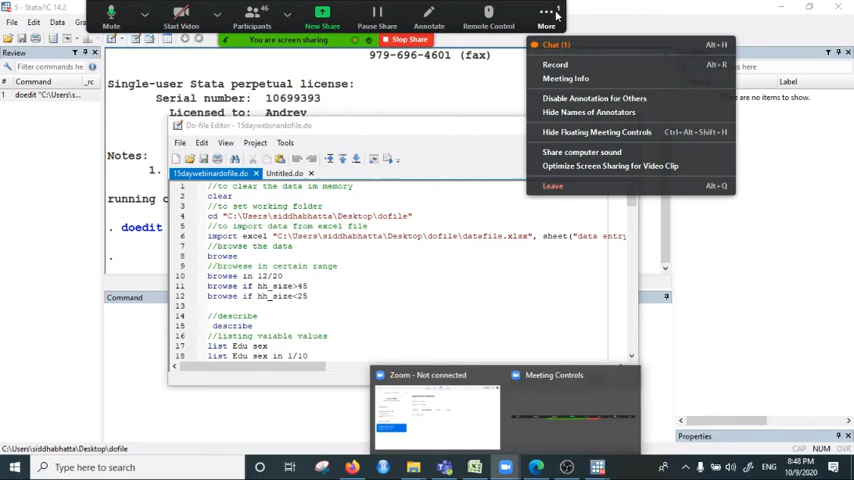 5 - Stata/IC 14.2
File Edit
Mute
Start Video
46
Participants
New Share
Pause Share
Annotate
Remote Control
More
You are screen sharing
Stop Share
Chat (1) Alt+H
Record Alt+R
Meeting Info
Disable Annotation for Others
Hide Names of Annotators
Hide Floating Meeting Controls Ctrl+Alt+Shift+H
Share computer sound
Optimize Screen Sharing for Video Clip
Leave Alt+Q
Review
Filter commands here
# Command _rc
1 doedit "C:\Users\s...
Label
There are no items to show.
979-696-4601 (fax)
Single-user Stata perpetual license:
Serial number: 10699393
Licensed to: Andrey
Notes:
1.
running
. doedit
.
Do-file Editor - 15daywebinardofile.do
File Edit View Project Tools
15daywebinardofile.do Untitled.do
1 //to clear the data im memory
2 clear
3 //to set working folder
4 cd "C:\Users\siddhabhatta\Desktop\dofile"
5 //to import data from excel file
6 import excel "C:\Users\siddhabhatta\Desktop\dofile\datafile.xlsx", sheet("data entry
7 //browse the data
8 browse
9 //browese in certain range
10 browse in 12/20
11 browse if hh_size>45
12 browse if hh_size<25
13
14 //describe
15 describe
16 //listing vaiable values
17 list Edu sex
18 list Edu sex in 1/10
Command
Zoom - Not connected
Meeting Controls
Properties
C:\Users\siddhabhatta\Desktop\dofile
CAP NUM OVR
Type here to search
ENG
8:48 PM
10/9/2020